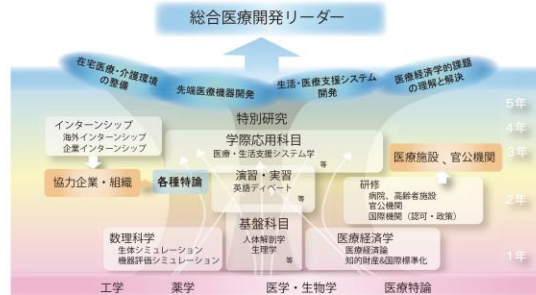 総合医療開発リーダー
在宅医療・介護環境
の整備
先端医療機器開発
生活・医療支援システム
開発
医療経済学的課題
の理解と解決
特別研究
5年
4年
インターンシップ
海外インターンシップ
企業インターンシップ
学際応用科目
医療・生活支援システム学
等
3年
医療施設、官公機関
協力企業・組織
各種特論
演習・実習
英語ディベート
等
研修
病院、高齢者施設
官公機関
国際機関（認可・政策）
2年
基盤科目
人体解剖学
生理学
等
数理科学
生体シミュレーション
機器評価シミュレーション
医療経済学
医療経済論
知的財産&国際標準化
1年
工学
薬学
医学・生物学
医療特論